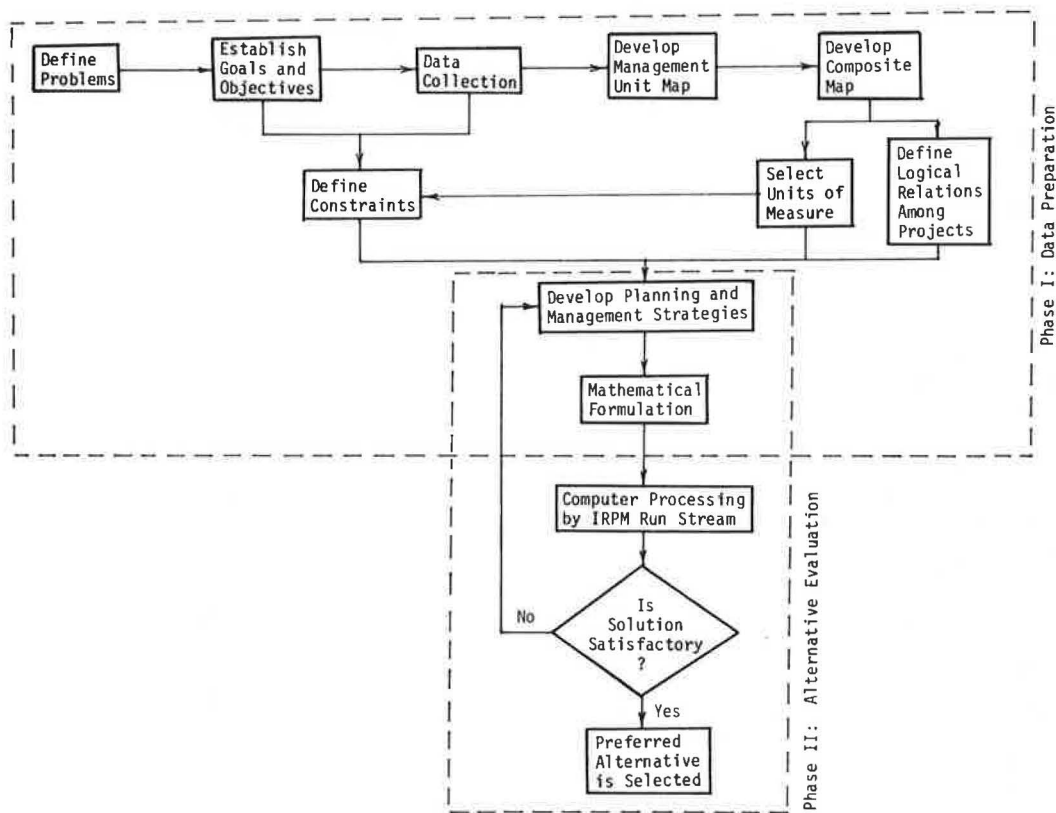 Define
Problems
Establish
Goals and
Objectives
Data
Collection
Develop
Management
Unit Map
Develop
Composite
Map
Define
Constraints
Select
Units of
Measure
Define
Logical
Relations
Among
Projects
Phase I: Data Preparation
Develop Planning and
Management Strategies
Mathematical
Formulation
Computer Processing
by IRPM Run Stream
Is
Solution
Satisfactory
?
No
Yes
Preferred
Alternative
is Selected
Phase II: Alternative Evaluation